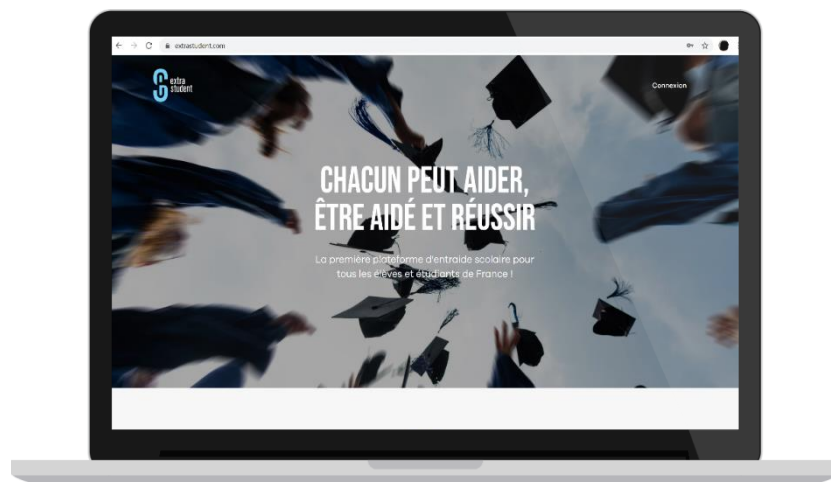 extrastudent.com
extra
student
Connexion
CHACUN PEUT AIDER,
ÊTRE AIDÉ ET RÉUSSIR
La première plateforme d'entraide scolaire pour
tous les élèves et étudiants de France !